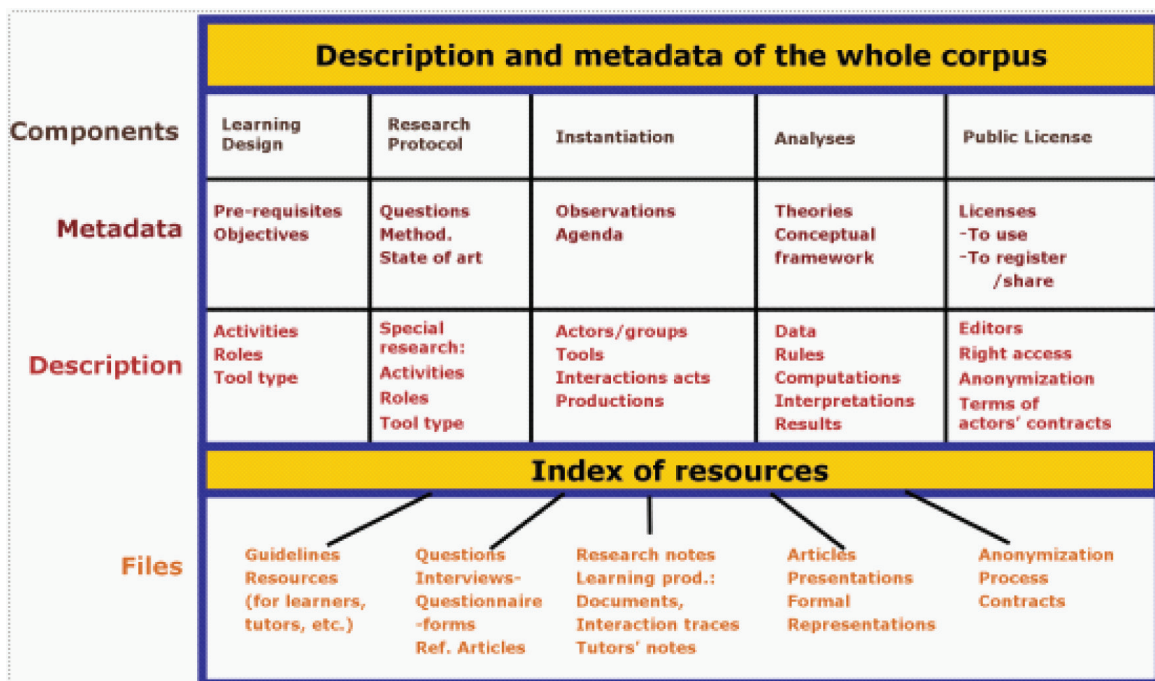 Description and metadata of the whole corpus
Components
Learning
Design
Research
Protocol
Instantiation
Analyses
Public License
Metadata
Pre-requisites
Objectives
Questions
Method.
State of art
Observations
Agenda
Theories
Conceptual
framework
Licenses
-To use
-To register
/share
Description
Activities
Roles
Tool type
Special
research:
Activities
Roles
Tool type
Actors/groups
Tools
Interactions acts
Productions
Data
Rules
Computations
Interpretations
Results
Editors
Right access
Anonymization
Terms of
actors' contracts
Index of resources
Files
Guidelines
Resources
(for learners,
tutors, etc.)
Questions
Interviews-
Questionnaire
-forms
Ref. Articles
Research notes
Learning prod.:
Documents,
Interaction traces
Tutors' notes
Articles
Presentations
Formal
Representations
Anonymization
Process
Contracts